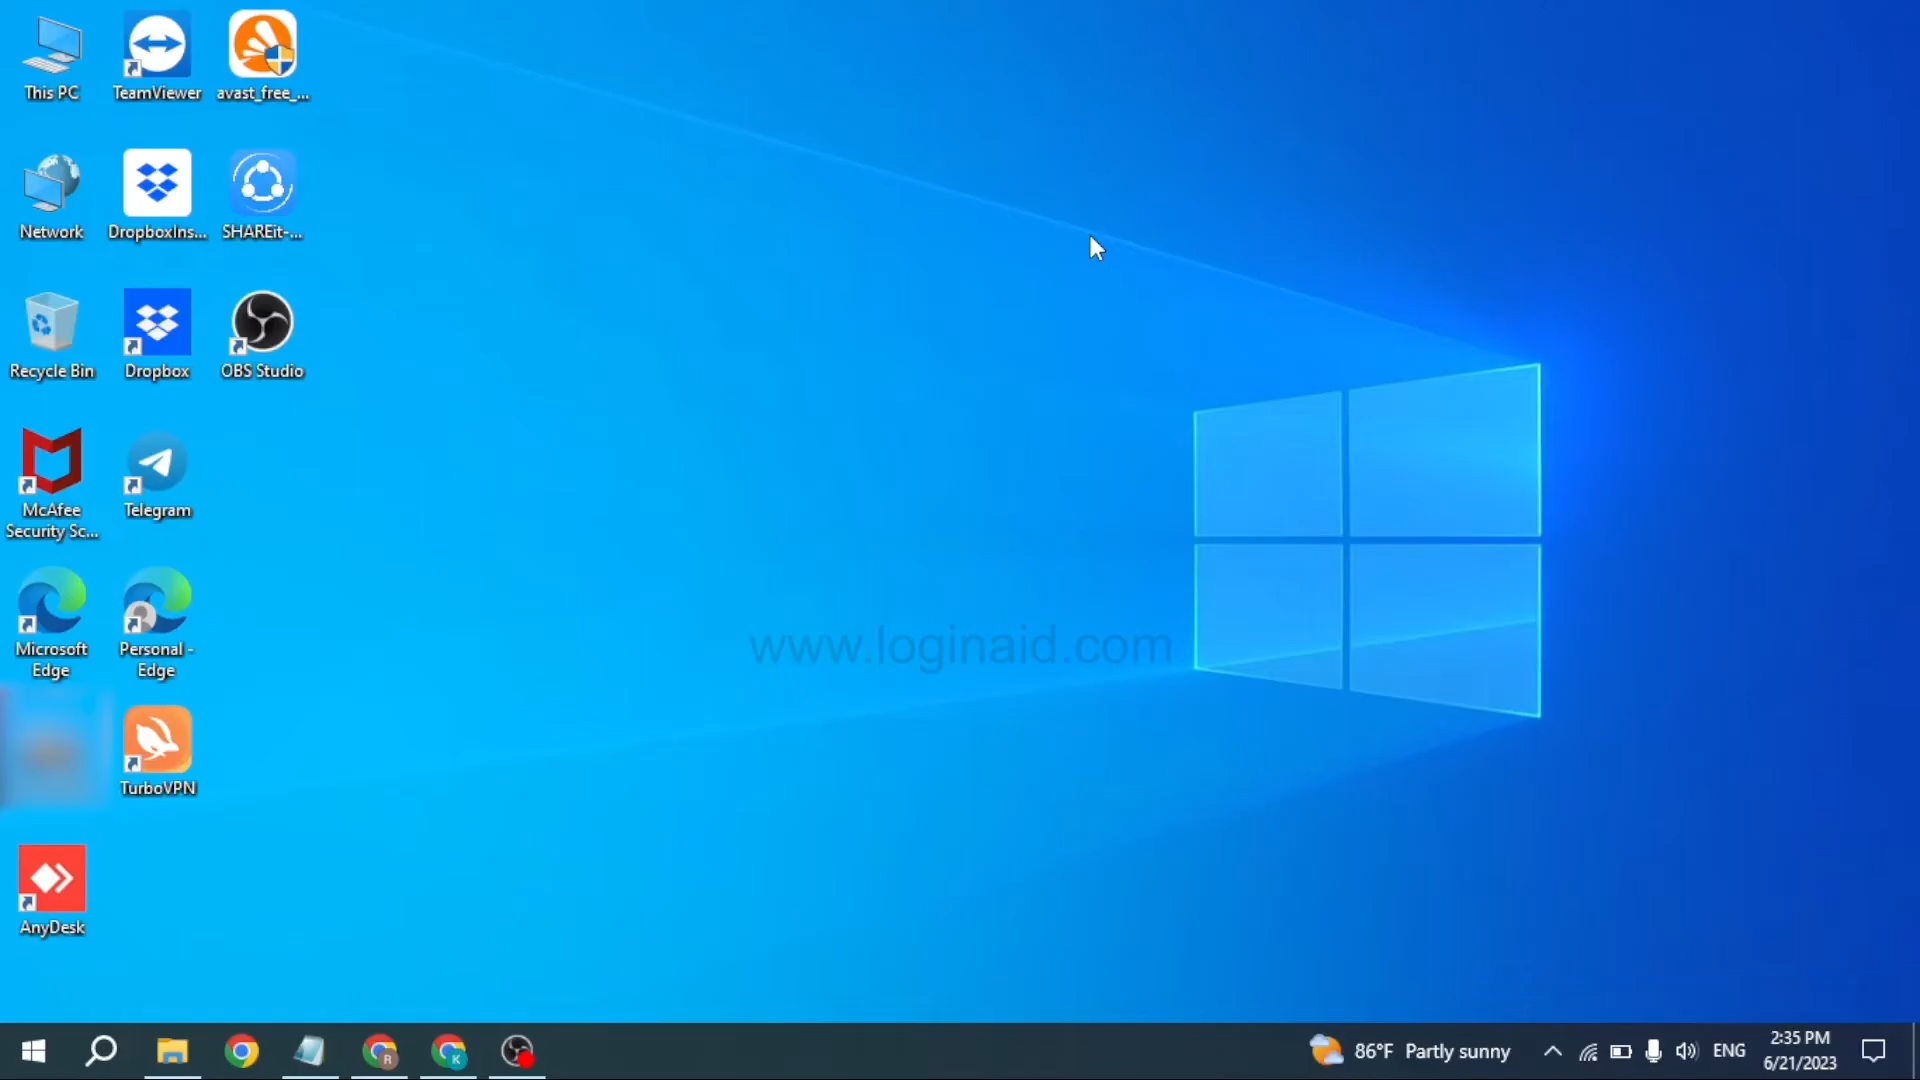 This PC
TeamViewer
avast_free_...
Network
DropboxIns...
SHAREit-...
Recycle Bin
Dropbox
OBS Studio
McAfee
Security Sc...
Telegram
Microsoft
Edge
Personal -
Edge
TurboVPN
AnyDesk
www.loginaid.com
R
K
86°F Partly sunny
ENG
2:35 PM
6/21/2023